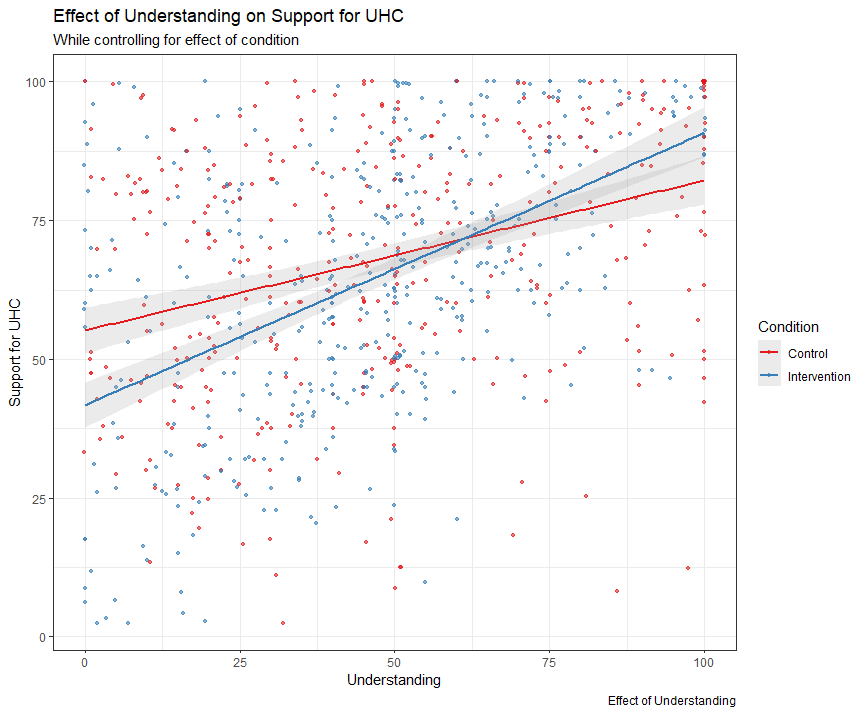 Effect of Understanding on Support for UHC
While controlling for effect of condition
100
75
50
25
0
Support for UHC
0 25 50 75 100
Understanding
Condition
Control
Intervention
Effect of Understanding